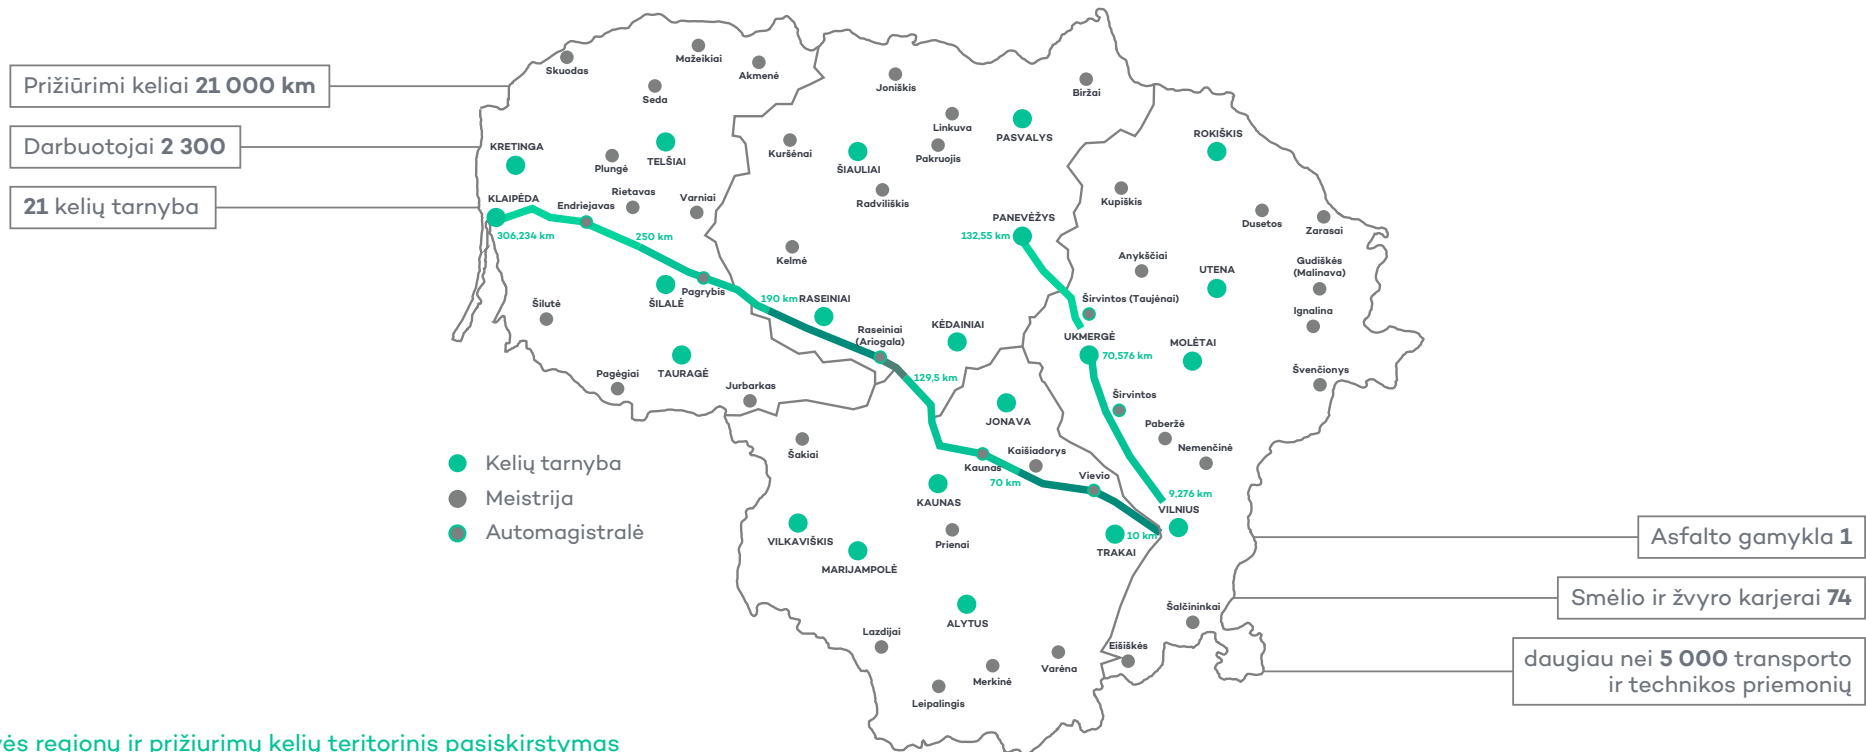 Prižiūrimi keliai 21 000 km
Darbuotojai 2 300
21 kelių tarnyba
Skuodas
Mažeikiai
Akmenė
Seda
Joniškis
Biržai
Linkuva
PASVALYS
ROKIŠKIS
KRETINGA
TELŠIAI
Plungė
Kuršėnai
ŠIAULIAI
Pakruojis
Radviliškis
Kupiškis
KLAIPĖDA
Endriejavas
Rietavas
Varniai
306,234 km
250 km
PANEVĖŽYS
132,55 km
Dusetos
Zarasai
Kelmė
Anykščiai
UTENA
Gudiškės
(Malinava)
Šilutė
ŠILALĖ
Pagrybis
190 km
RASEINIAI
Širvintos (Taujėnai)
Ignalina
Raseiniai
(Ariogala)
KĖDAINIAI
UKMERGĖ
70,576 km
MOLĖTAI
TAURAGĖ
Pagėgiai
Jurbarkas
129,5 km
Švenčionys
JONAVA
Širvintos
Paberžė
Nemenčinė
Šakiai
Kaunas
Kaišiadorys
Vievio
70 km
KAUNAS
9,276 km
VILNIUS
VILKAVIŠKIS
Prienai
TRAKAI
10 km
MARIJAMPOLĖ
ALYTUS
Šalčininkai
Lazdijai
Merkinė
Varėna
Eišiškės
Leipalingis
Kelių tarnyba
Meistrija
Automagistralė
Asfalto gamykla 1
Smėlio ir žvyro karjerai 74
daugiau nei 5 000 transporto
ir technikos priemonių
ės regionų ir prižiurimų kelių teritorinis pasiskirstymas